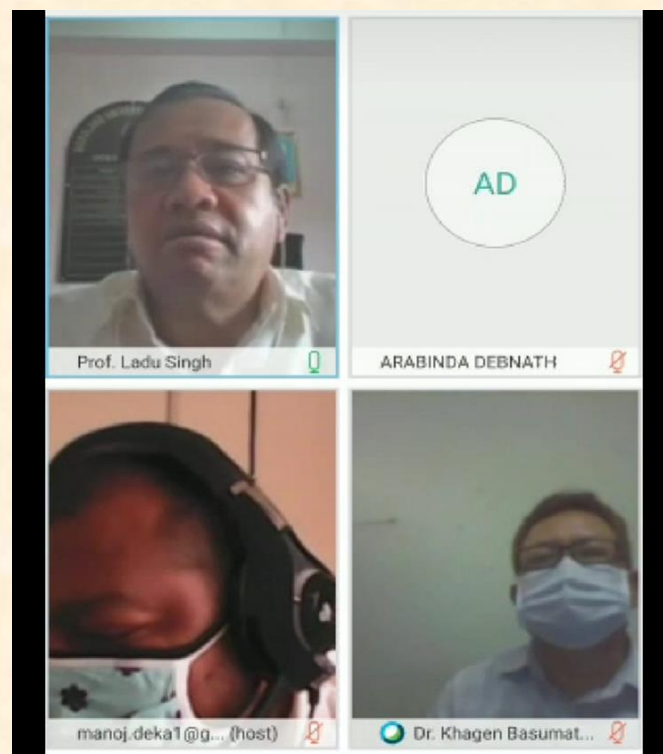 Prof. Ladu Singh
AD
ARABINDA DEBNATH
manoj.deka1@g... (host)
Dr. Khagen Basumat...